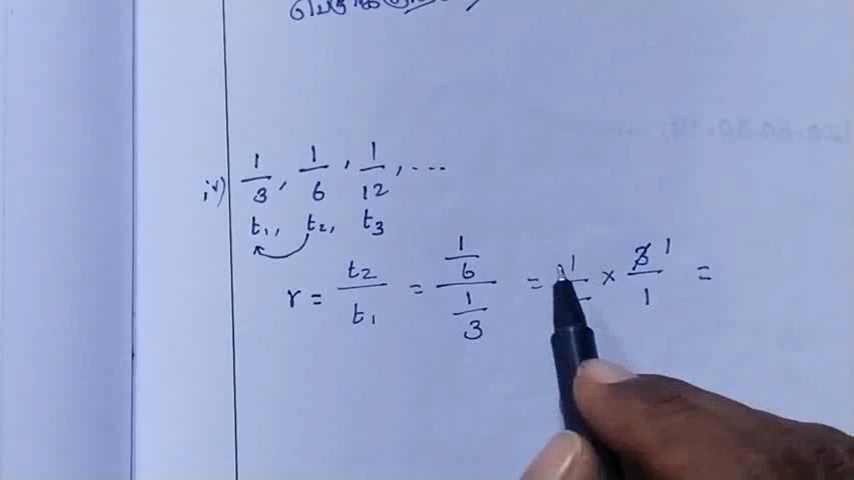 iv) 1/3, 1/6, 1/12, ...
t₁, t₂, t₃
r = t₂/t₁ = (1/6)/(1/3) = × 3 1/1 =